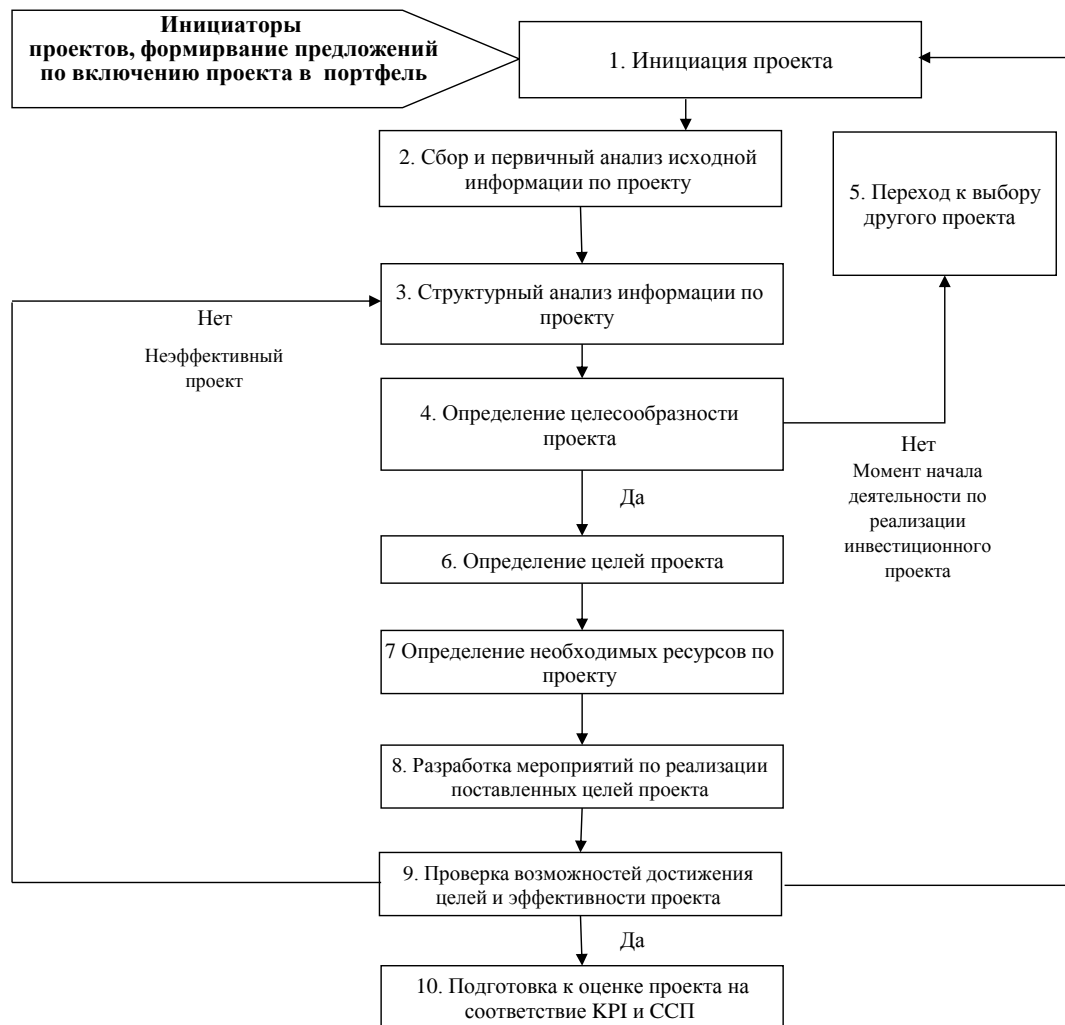 Инициаторы
проектов, формирвание предложений
по включению проекта в портфель
1. Инициация проекта
2. Сбор и первичный анализ исходной
информации по проекту
5. Переход к выбору
другого проекта
3. Структурный анализ информации по
проекту
Нет
Неэффективный
проект
4. Определение целесообразности
проекта
Нет
Момент начала
деятельности по
реализации
инвестиционного
проекта
Да
6. Определение целей проекта
7 Определение необходимых ресурсов по
проекту
8. Разработка мероприятий по реализации
поставленных целей проекта
9. Проверка возможностей достижения
целей и эффективности проекта
Да
10. Подготовка к оценке проекта на
соответствие KPI и ССП